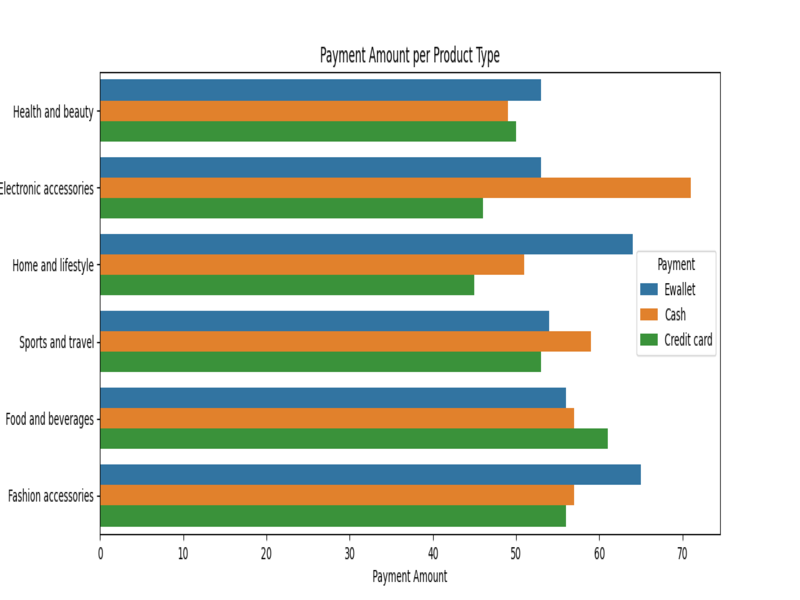 Payment Amount per Product Type
Health and beauty
Electronic accessories
Home and lifestyle
Sports and travel
Food and beverages
Fashion accessories
Payment
Ewallet
Cash
Credit card
0 10 20 30 40 50 60 70
Payment Amount